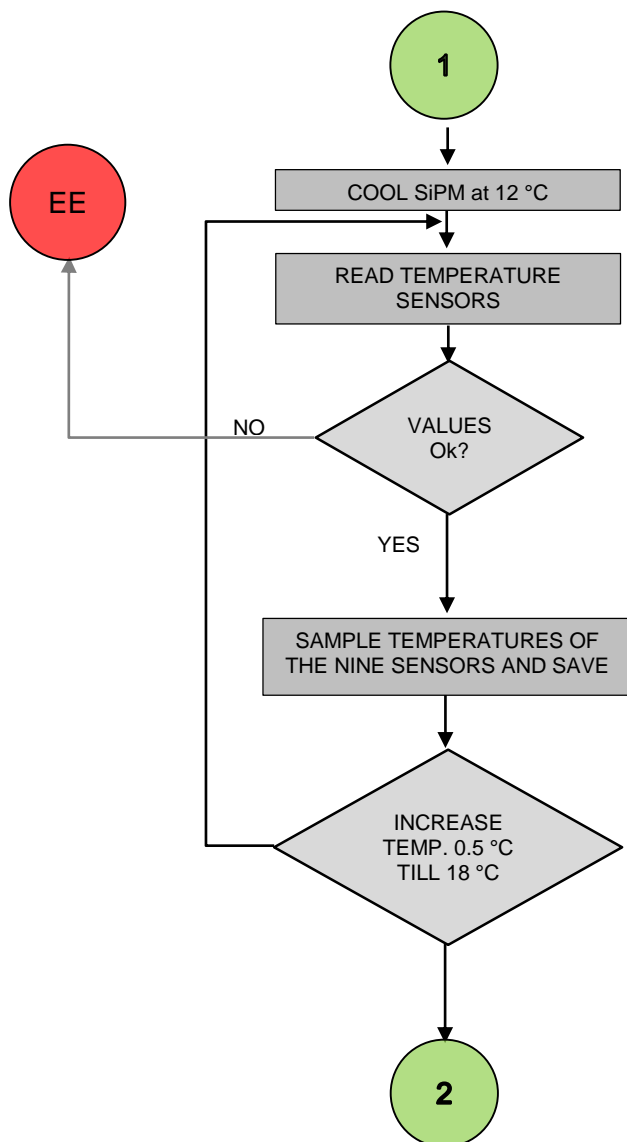 1
COOL SiPM at 12 °C
EE
READ TEMPERATURE
SENSORS
NO
VALUES
Ok?
YES
SAMPLE TEMPERATURES OF
THE NINE SENSORS AND SAVE
INCREASE
TEMP. 0.5 °C
TILL 18 °C
2